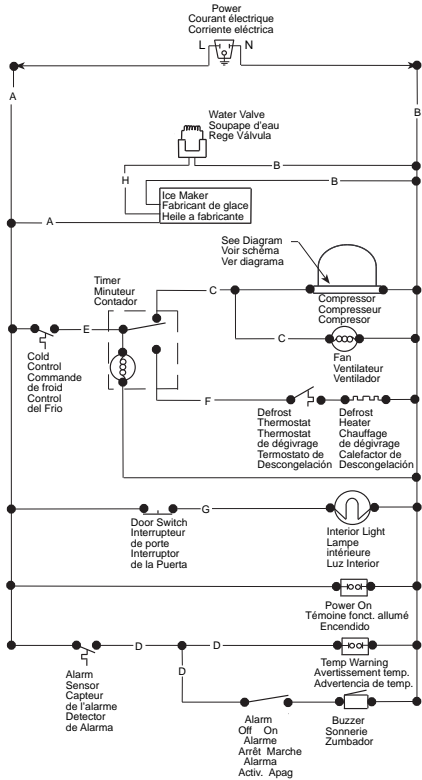 Power
Courant électrique
Corriente eléctrica
L
N
A
B
Water Valve
Soupape d'eau
Rege Válvula
B
H
B
Ice Maker
Fabricant de glace
Heile a fabricante
A
See Diagram
Voir schéma
Ver diagrama
Timer
Minuteur
Contador
C
Compressor
Compresseur
Compresor
E
C
Cold
Control
Commande
de froid
Control
del Frio
Fan
Ventilateur
Ventilador
F
Defrost
Thermostat
Thermostat
de dégivrage
Termostato de
Descongelación
Defrost
Heater
Chauffage
de dégivrage
Calefactor de
Descongelación
G
Door Switch
Interrupteur
de porte
Interruptor
de la Puerta
Interior Light
Lampe
intérieure
Luz Interior
Power On
Témoine fonct. allumé
Encendido
D
D
D
Alarm
Sensor
Capteur
de l'alarme
Detector
de Alarma
Temp Warning
Avertissement temp.
Advertencia de temp.
Alarm
Off On
Alarme
Arrêt Marche
Alarma
Activ. Apag
Buzzer
Sonnerie
Zumbador